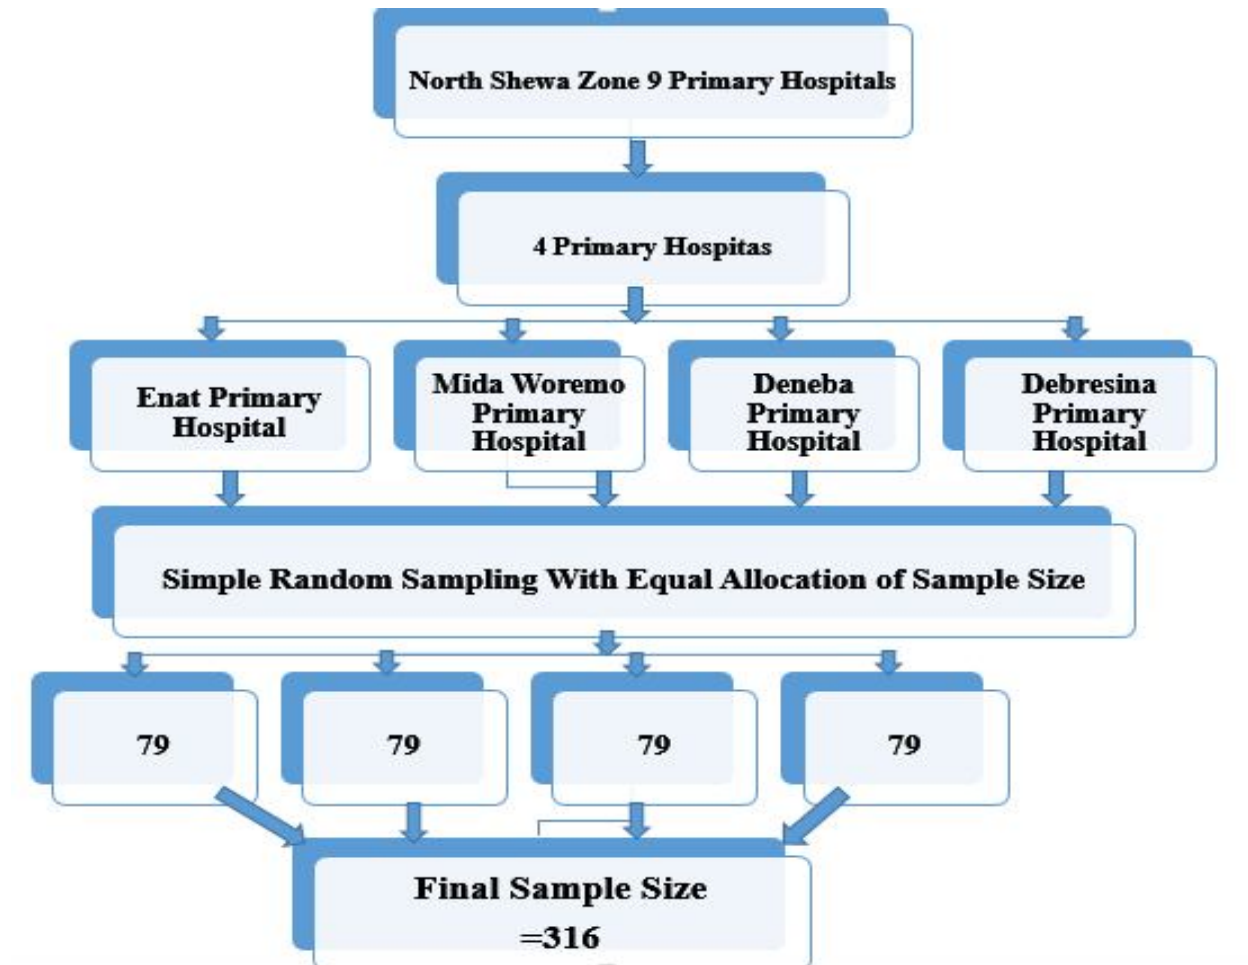 North Shewa Zone 9 Primary Hospitals
4 Primary Hospitas
Enat Primary
Hospital
Mida Woremo
Primary
Hospital
Deneba
Primary
Hospital
Debresina
Primary
Hospital
Simple Random Sampling With Equal Allocation of Sample Size
79
79
79
79
Final Sample Size
=316